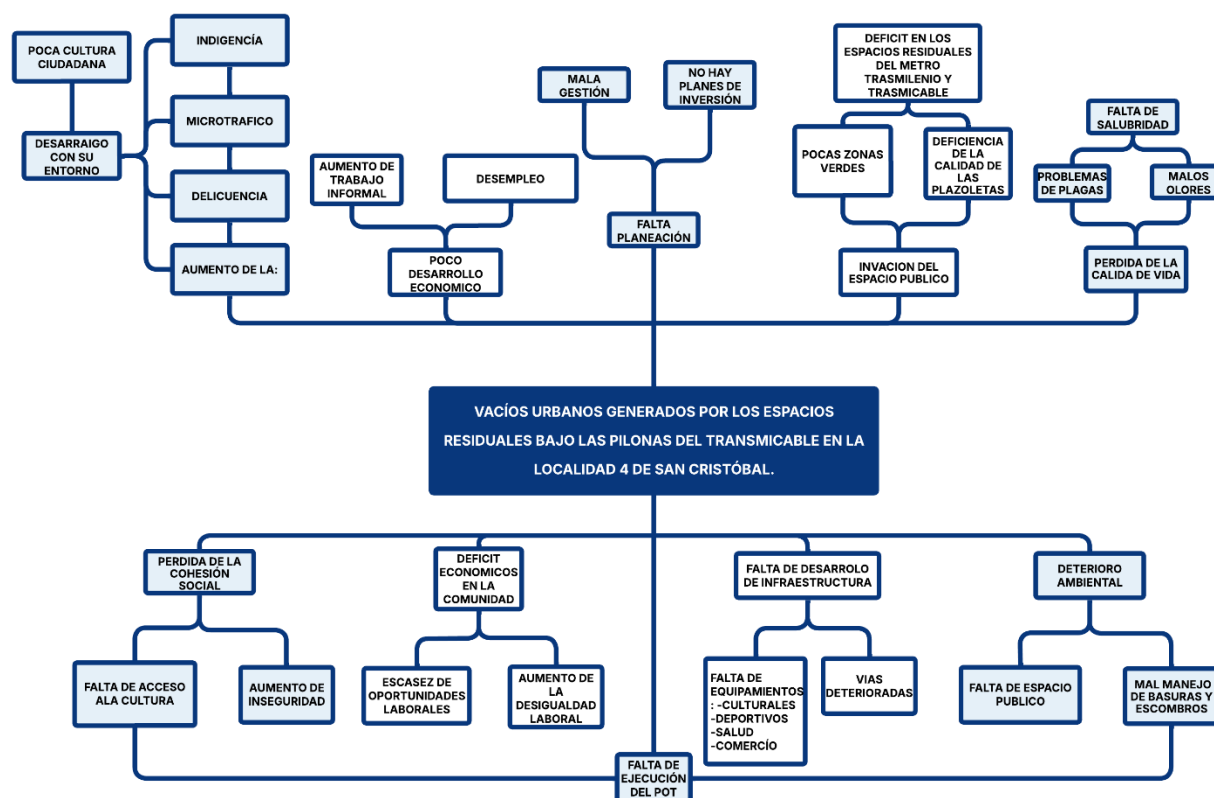 POCA CULTURA
CIUDADANA
DESARRAIGO
CON SU
ENTORNO
INDIGENCÍA
MICROTRAFICO
DELICUENCIA
AUMENTO DE LA:
AUMENTO DE
TRABAJO
INFORMAL
DESEMPLEO
POCO
DESARROLLO
ECONOMICO
MALA
GESTIÓN
NO HAY
PLANES DE
INVERSIÓN
FALTA
PLANEACIÓN
DEFICIT EN LOS
ESPACIOS RESIDUALES
DEL METRO
TRASMILENIO Y
TRASMICABLE
POCAS ZONAS
VERDES
DEFICIENCIA
DE LA
CALIDAD DE
LAS
PLAZOLETAS
INVACION DEL
ESPACIO PUBLICO
FALTA DE
SALUBRIDAD
PROBLEMAS
DE PLAGAS
MALOS
OLORES
PERDIDA DE LA
CALIDA DE VIDA
VACÍOS URBANOS GENERADOS POR LOS ESPACIOS
RESIDUALES BAJO LAS PILONAS DEL TRANSMICABLE EN LA
LOCALIDAD 4 DE SAN CRISTÓBAL.
PERDIDA DE LA
COHESIÓN
SOCIAL
FALTA DE ACCESO
ALA CULTURA
AUMENTO DE
INSEGURIDAD
DEFICIT
ECONOMICOS
EN LA
COMUNIDAD
ESCASEZ DE
OPORTUNIDADES
LABORALES
AUMENTO DE
LA
DESIGUALDAD
LABORAL
FALTA DE DESARROLO
DE INFRAESTRUCTURA
FALTA DE
EQUIPAMIENTOS
: -CULTURALES
-DEPORTIVOS
-SALUD
-COMERCÍO
VIAS
DETERIORADAS
DETERIORO
AMBIENTAL
FALTA DE ESPACIO
PUBLICO
MAL MANEJO
DE BASURAS Y
ESCOMBROS
FALTA DE
EJECUCIÓN
DEL POT